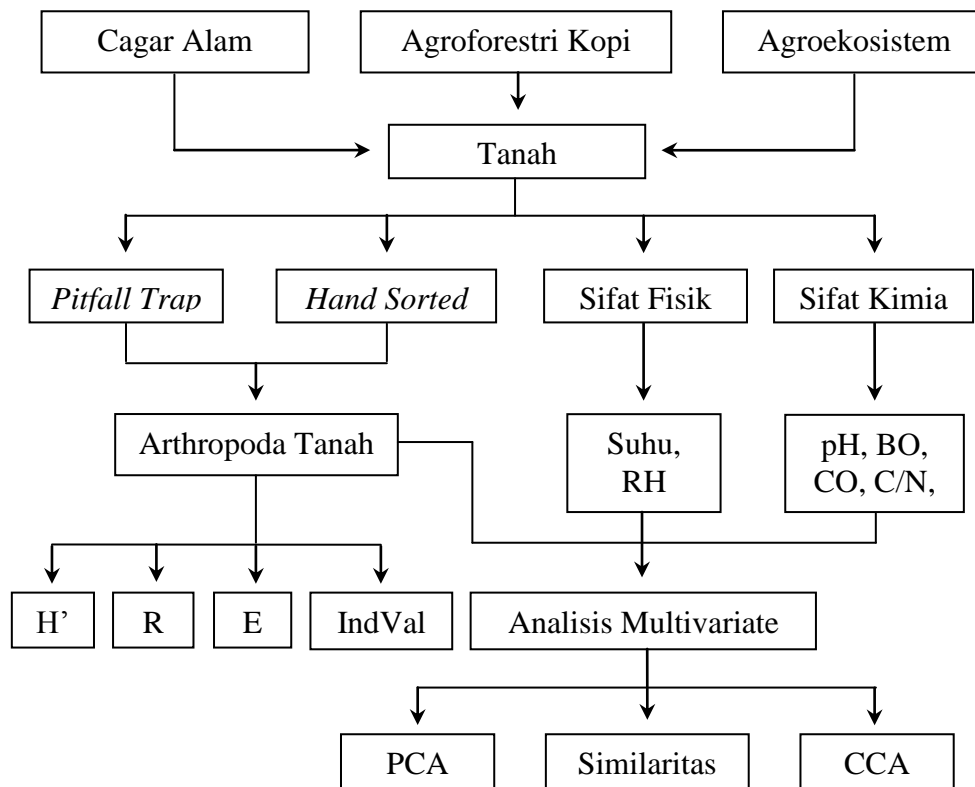 Cagar Alam
Agroforestri Kopi
Agroekosistem
Tanah
Pitfall Trap
Hand Sorted
Sifat Fisik
Sifat Kimia
Arthropoda Tanah
Suhu,
RH
pH, BO,
CO, C/N,
H’
R
E
IndVal
Analisis Multivariate
PCA
Similaritas
CCA